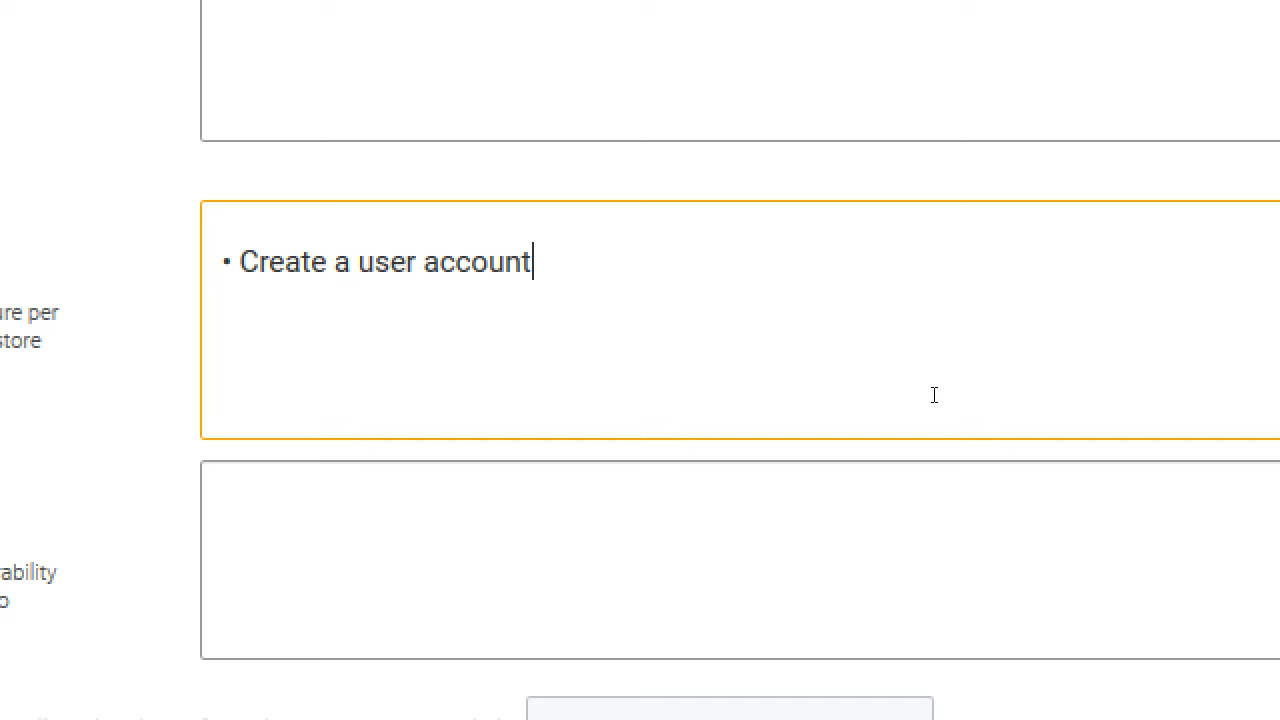 • Create a user account
ure per
store
ability
o